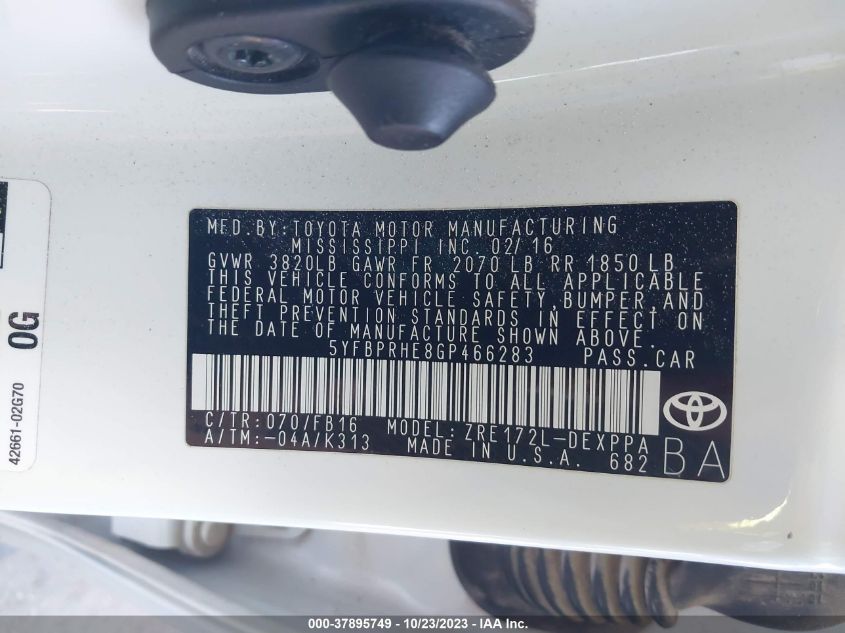 MFD.BY:TOYOTA MOTOR MANUFACTURING
MISSISSIPPI INC 02/16
GVWR 3820LB GAWR FR 2070 LB RR 1850 LB
THIS VEHICLE CONFORMS TO ALL APPLICABLE
FEDERAL MOTOR VEHICLE SAFETY,BUMPER,AND
THEFT PREVENTION STANDARDS IN EFFECT ON
THE DATE OF MANUFACTURE SHOWN ABOVE.
5YFBPRHE8GP466283 PASS.CAR
C/TR:070/FB16 MODEL:ZRE172L-DEXPPA
A/TM:-04A/K313 MADE IN U.S.A. 682
BA
0G
42661-02G70
000-37895749 | 10/23/2023 | IAA Inc.